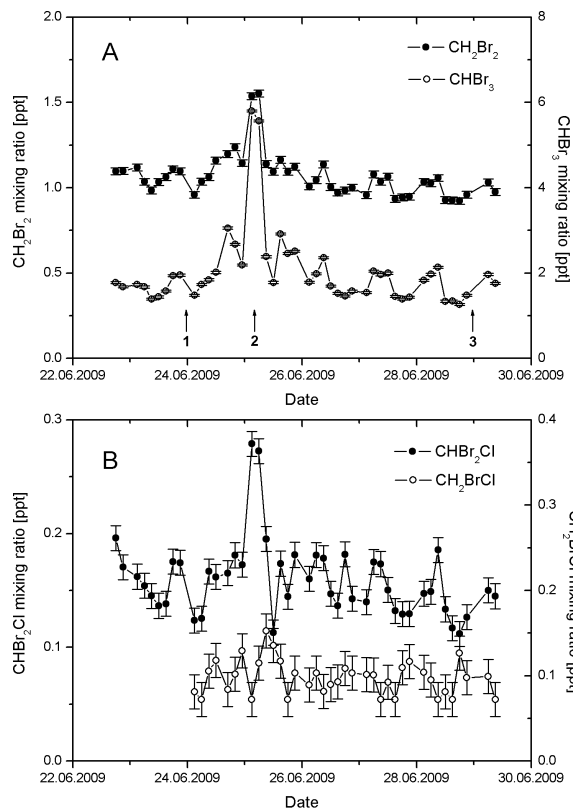 A
CH2Br2
CHBr3
CH2Br2 mixing ratio [ppt]
2.0
1.5
1.0
0.5
0.0
8
6
4
2
0
CHBr3 mixing ratio [ppt]
1
2
3
22.06.2009 24.06.2009 26.06.2009 28.06.2009 30.06.2009
Date
B
CHBr2Cl
CH2BrCl
CHBr2Cl mixing ratio [ppt]
0.3
0.2
0.1
0.0
0.4
0.3
0.2
0.1
0.0
CH2BrCl mixing ratio [ppt]
22.06.2009 24.06.2009 26.06.2009 28.06.2009 30.06.2009
Date